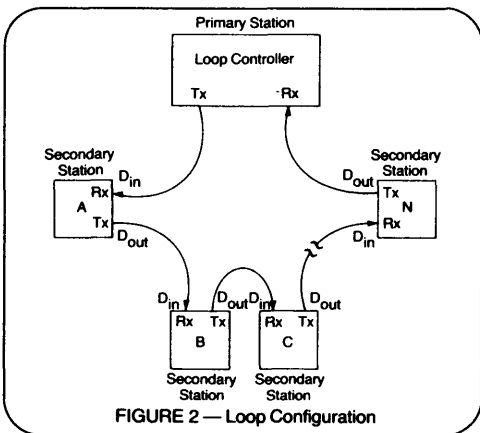 Primary Station
Loop Controller
Tx
Rx
Secondary
Station
Din
Rx
A
Tx
Dout
Secondary
Station
Dout
Tx
N
Rx
Din
Din
Dout
Din
Dout
Rx
Tx
B
Rx
Tx
C
Secondary
Station
Secondary
Station
FIGURE 2 — Loop Configuration